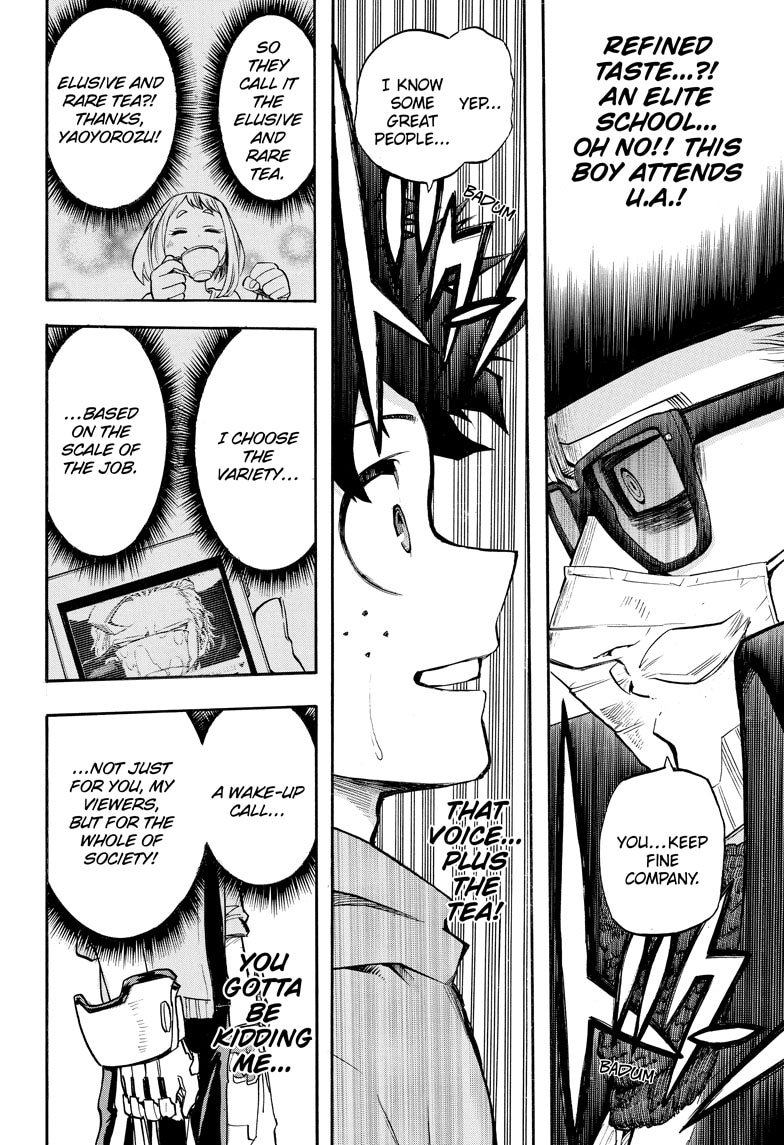 REFINED
TASTE...?!
AN ELITE
SCHOOL...
OH NO!! THIS
BOY ATTENDS
U.A.!
YOU...KEEP
FINE
COMPANY.
BADUM
YEP...
I KNOW
SOME
GREAT
PEOPLE...
BADUM
THAT
VOICE...
PLUS
THE
TEA!
SO
THEY
CALL IT
THE
ELUSIVE
AND
RARE
TEA.
ELUSIVE AND
RARE TEA?!
THANKS,
YAOYOROZU!
I CHOOSE
THE
VARIETY...
...BASED
ON THE
SCALE OF
THE JOB.
A WAKE-UP
CALL...
...NOT JUST
FOR YOU, MY
VIEWERS,
BUT FOR THE
WHOLE OF
SOCIETY!
YOU
GOTTA
BE
KIDDING
ME...